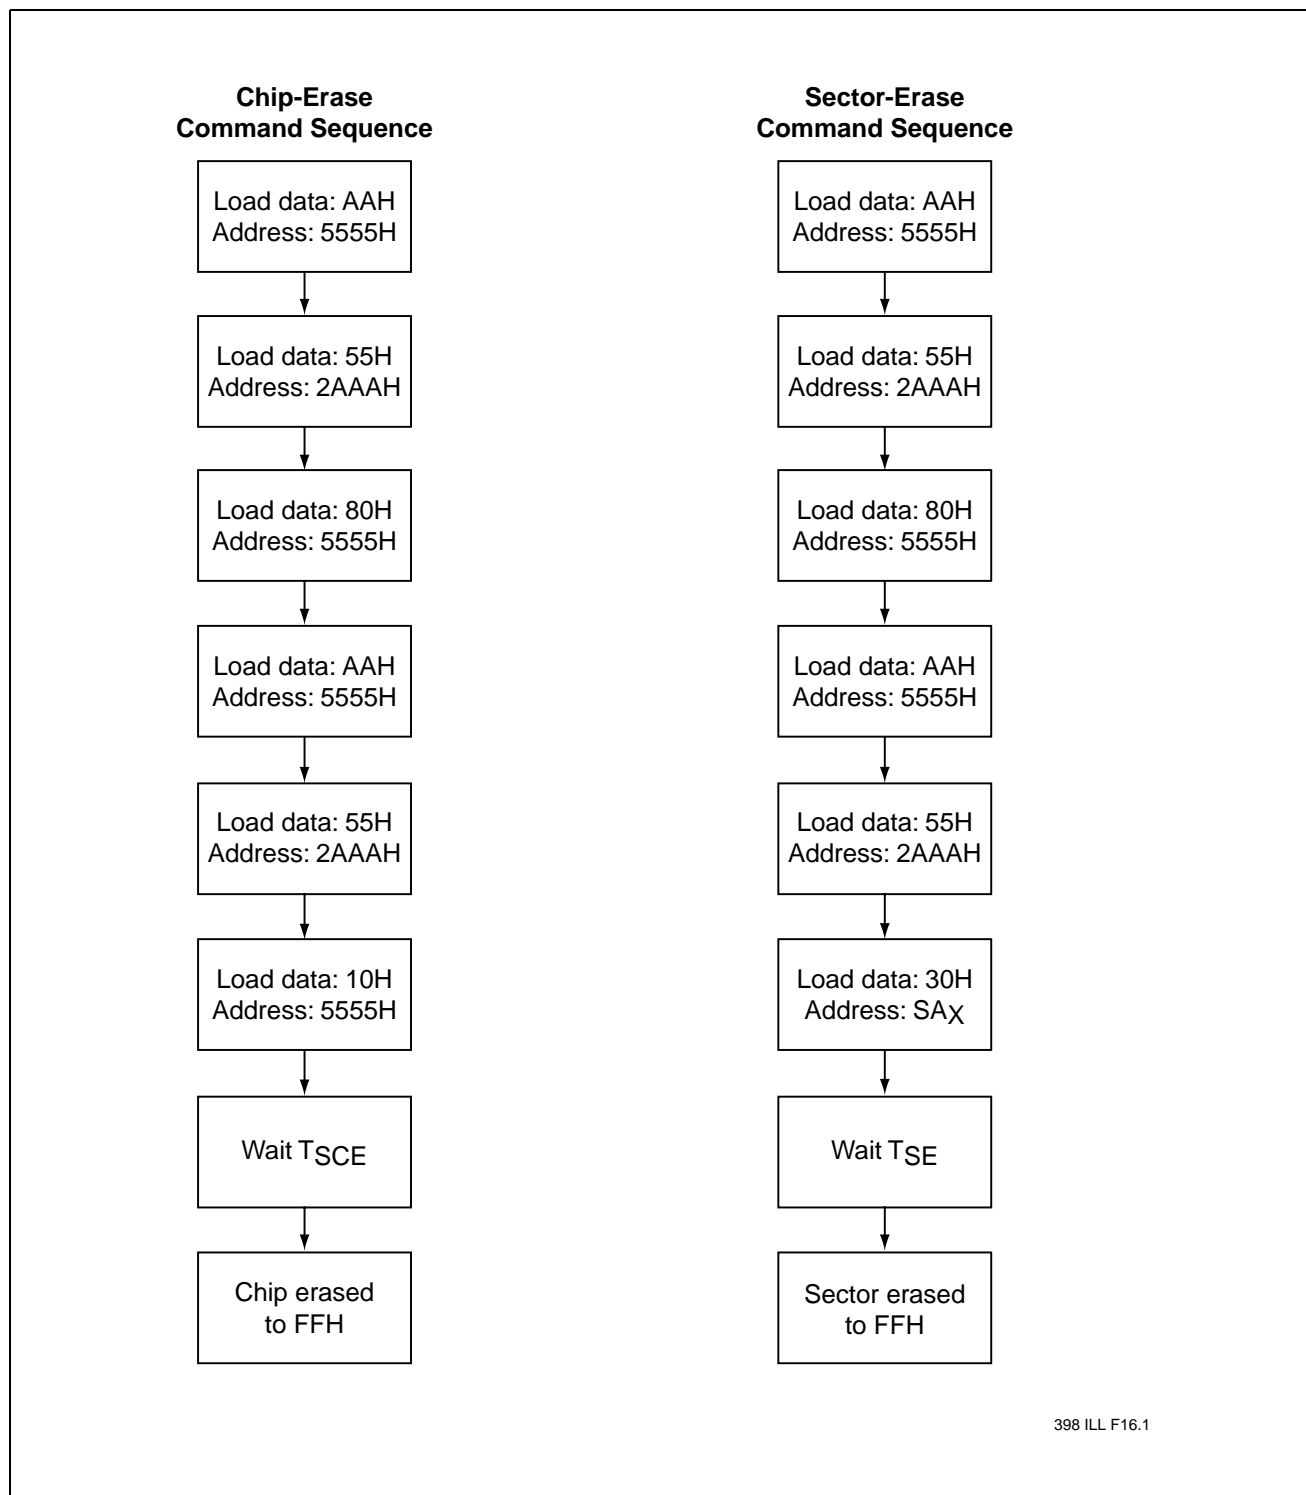 Chip-Erase
Command Sequence
Load data: AAH
Address: 5555H
Load data: 55H
Address: 2AAAH
Load data: 80H
Address: 5555H
Load data: AAH
Address: 5555H
Load data: 55H
Address: 2AAAH
Load data: 10H
Address: 5555H
Wait TSCE
Chip erased
to FFH
Sector-Erase
Command Sequence
Load data: AAH
Address: 5555H
Load data: 55H
Address: 2AAAH
Load data: 80H
Address: 5555H
Load data: AAH
Address: 5555H
Load data: 55H
Address: 2AAAH
Load data: 30H
Address: SAX
Wait TSE
Sector erased
to FFH
398 ILL F16.1